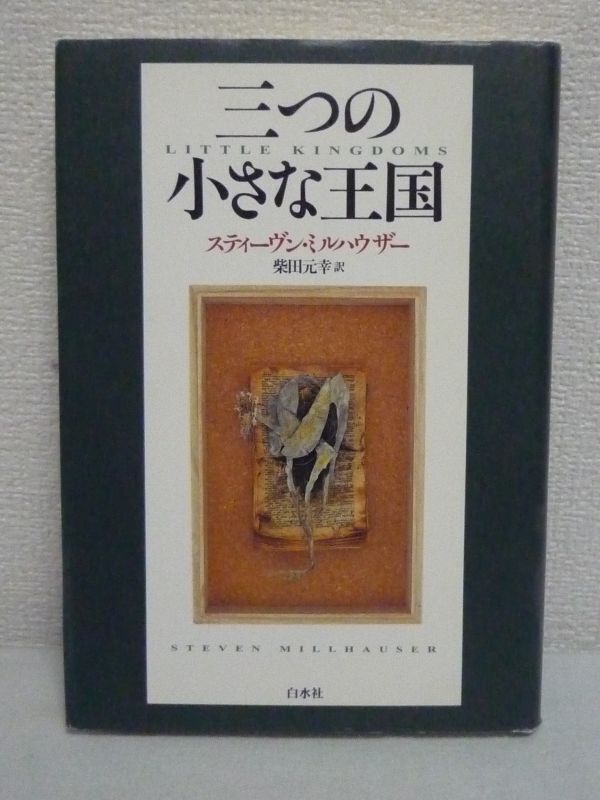 三つの
LITTLE KINGDOMS
小さな王国
スティーヴン・ミルハウザー
柴田元幸 訳
STEVEN MILLHAUSER
白水社